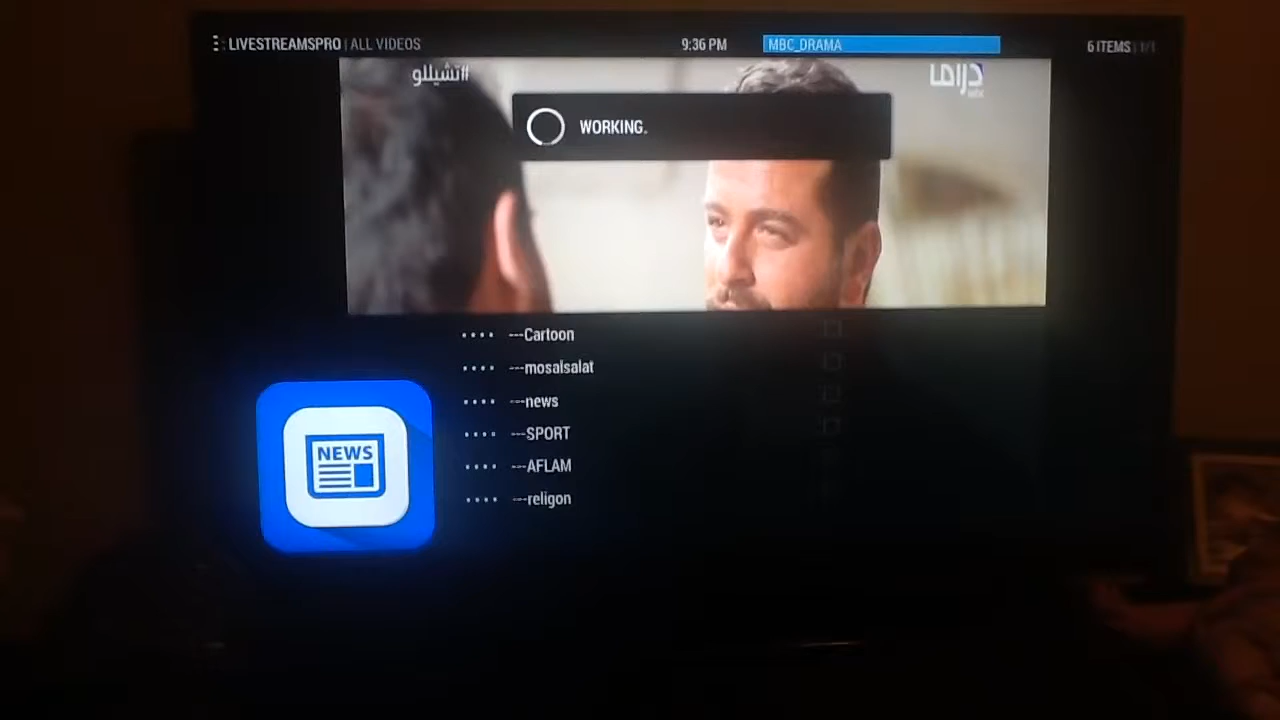 LIVESTREAMSPRO | ALL VIDEOS
9:36 PM
MBC_DRAMA
6 ITEMS | 1/1
#تشيللو
دراما
WORKING.
---Cartoon
---mosalsalat
---news
---SPORT
---AFLAM
---religon
NEWS